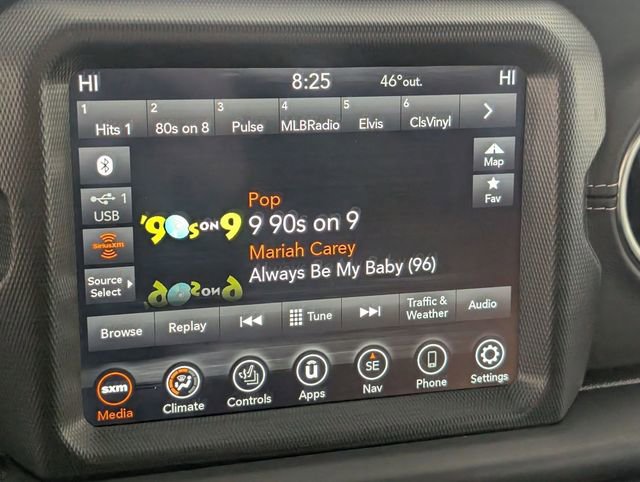 HI 8:25 46°out. HI
1 2 3 4 5 6
Hits 1 80s on 8 Pulse MLBRadio Elvis ClsVinyl
Map
1
USB
Fav
Pop
'90s ON 9
9 90s on 9
SiriusXM
Mariah Carey
Always Be My Baby (96)
Source
Select
'90s ON 9
Browse Replay Tune Traffic &
Weather Audio
sxm
SE
Media Climate Controls Apps Nav Phone Settings